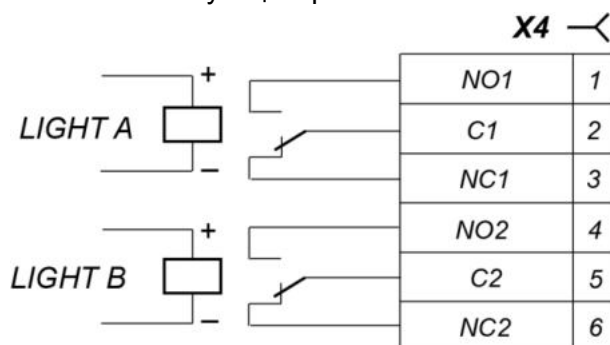 X4
+
NO1 1
LIGHT A
C1 2
–
NC1 3
+
NO2 4
LIGHT B
C2 5
–
NC2 6